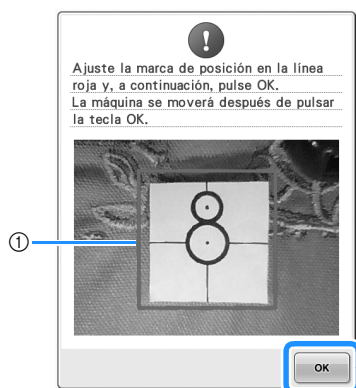 Ajuste la marca de posición en la línea
roja y, a continuación, pulse OK.
La máquina se moverá después de pulsar
la tecla OK.
①
OK